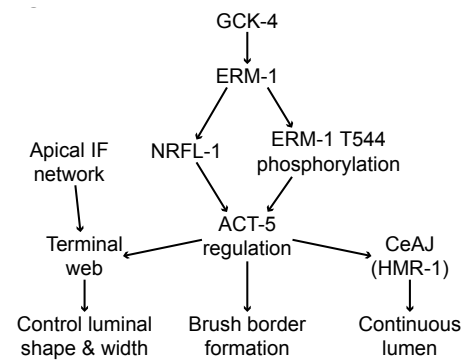 GCK-4
ERM-1
Apical IF
network
NRFL-1
ERM-1 T544
phosphorylation
ACT-5
regulation
Terminal
web
CeAJ
(HMR-1)
Control luminal
shape & width
Brush border
formation
Continuous
lumen